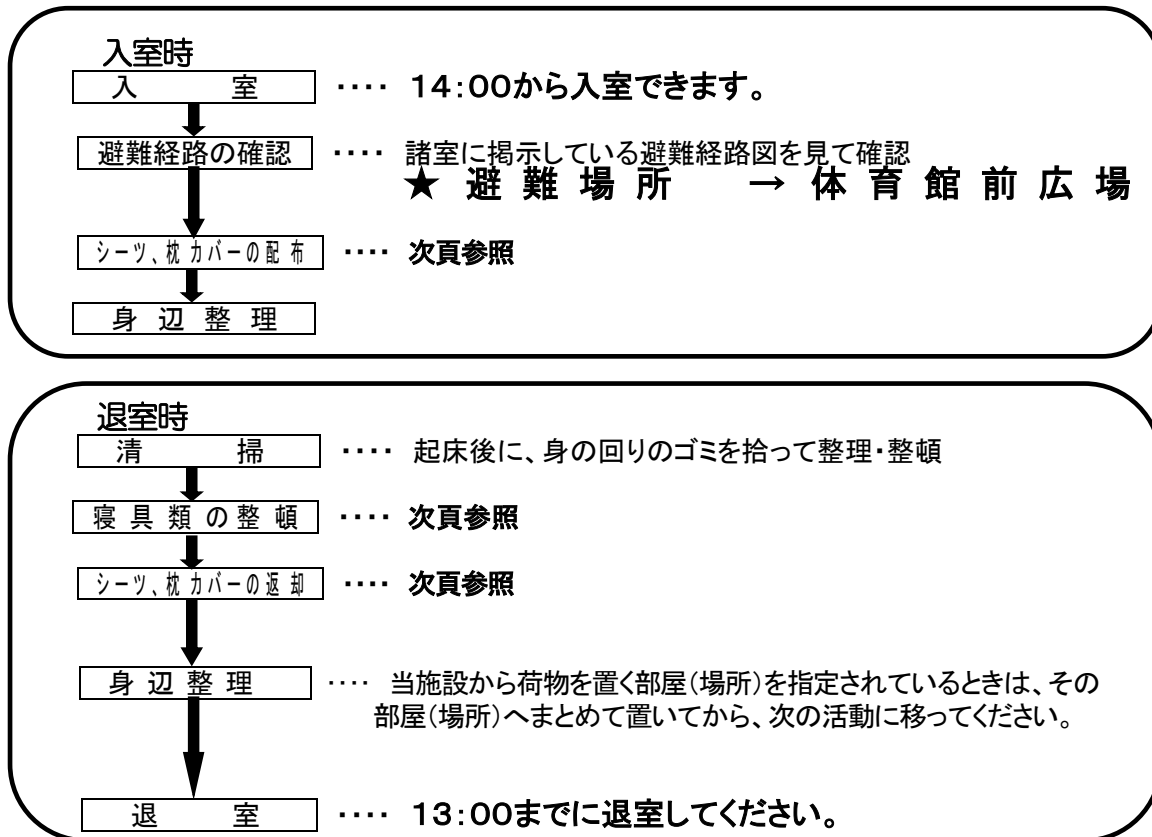 入室時
入　　　室 ････ 14：00から入室できます。
避難経路の確認 ････ 諸室に掲示している避難経路図を見て確認
★ 避 難 場 所 → 体 育 館 前 広 場
シーツ、枕カバーの配布 ････ 次頁参照
身 辺 整 理
退室時
清　　　掃 ････ 起床後に、身の回りのゴミを拾って整理・整頓
寝 具 類 の 整 頓 ････ 次頁参照
シーツ、枕カバーの返却 ････ 次頁参照
身 辺 整 理 ････ 当施設から荷物を置く部屋（場所）を指定されているときは、その
部屋（場所）へまとめて置いてから、次の活動に移ってください。
退　　　室 ････ 13：00までに退室してください。